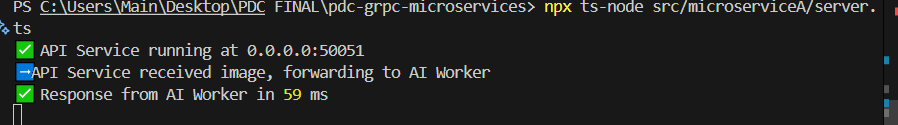 PS C:\Users\Main\Desktop\PDC FINAL\pdc-grpc-microservices> npx ts-node src/microserviceA/server.
ts
✅ API Service running at 0.0.0.0:50051
➡API Service received image, forwarding to AI Worker
✅ Response from AI Worker in 59 ms